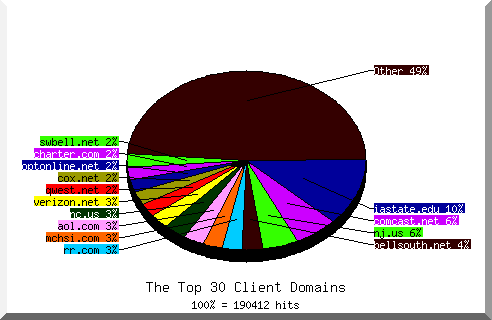 Other 49%
swbell.net 2%
charter.com 2%
optonline.net 2%
cox.net 2%
qwest.net 2%
verizon.net 3%
nc.us 3%
aol.com 3%
mchsi.com 3%
rr.com 3%
iastate.edu 10%
comcast.net 6%
nj.us 6%
bellsouth.net 4%
The Top 30 Client Domains
100% = 190412 hits